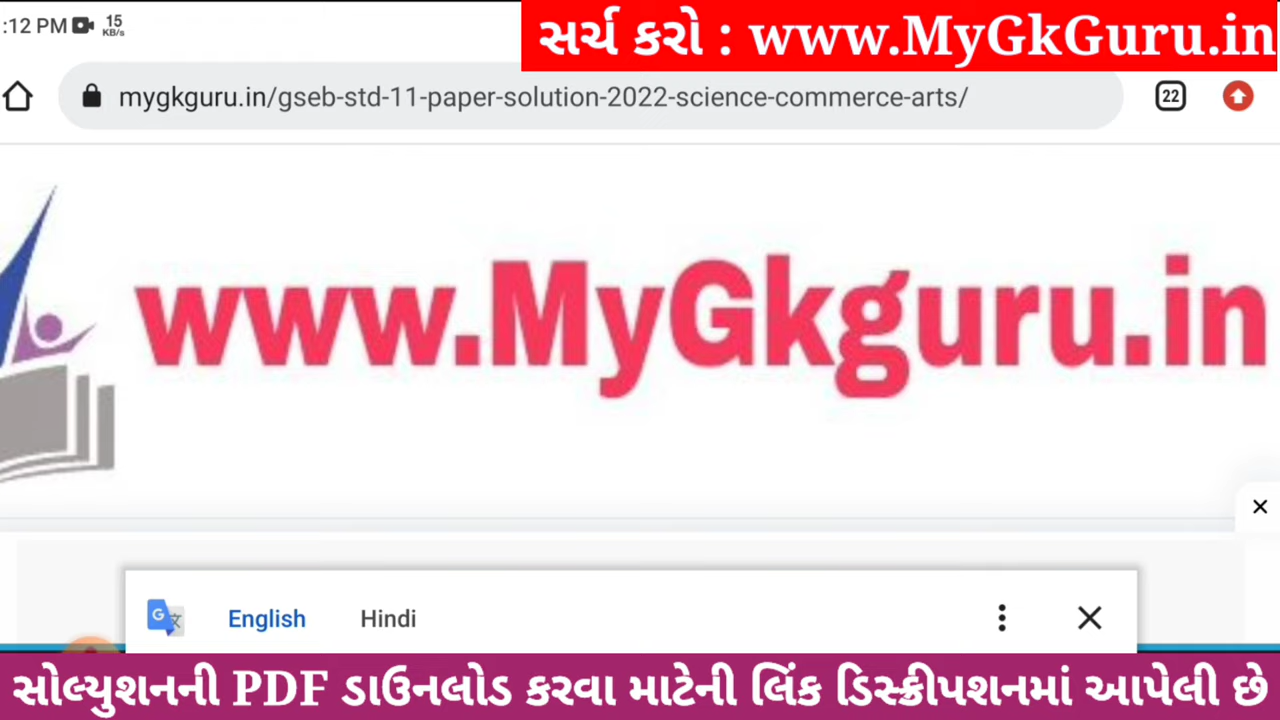 :12 PM 15 KB/s
સર્ચ કરો : www.MyGkGuru.in
mygkguru.in/gseb-std-11-paper-solution-2022-science-commerce-arts/
22
www.MyGkguru.in
English Hindi
સોલ્યુશનની PDF ડાઉનલોડ કરવા માટેની લિંક ડિસ્ક્રીપશનમાં આપેલી છે